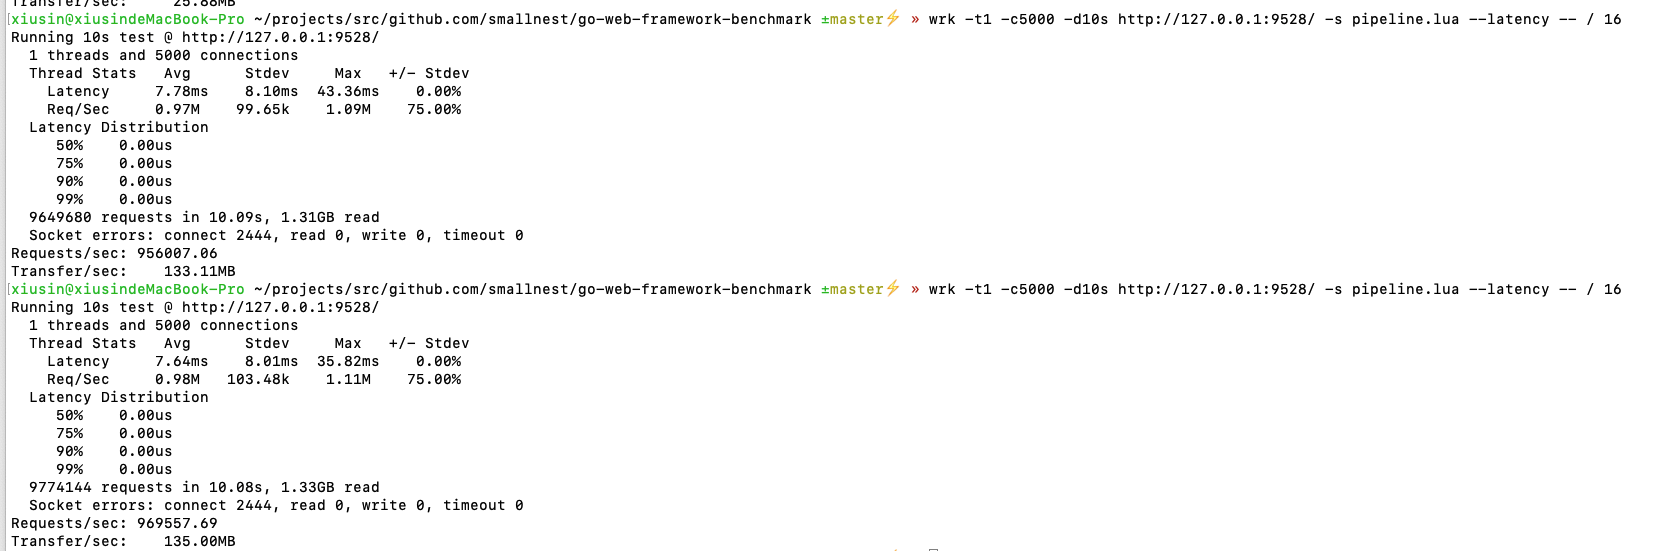 Transfer/sec:     25.88MB
[xiusin@xiusindeMacBook-Pro ~/projects/src/github.com/smallnest/go-web-framework-benchmark ±master⚡ » wrk -t1 -c5000 -d10s http://127.0.0.1:9528/ -s pipeline.lua --latency -- / 16
Running 10s test @ http://127.0.0.1:9528/
  1 threads and 5000 connections
  Thread Stats   Avg      Stdev     Max   +/- Stdev
    Latency     7.78ms    8.10ms  43.36ms    0.00%
    Req/Sec     0.97M   99.65k     1.09M    75.00%
  Latency Distribution
     50%    0.00us
     75%    0.00us
     90%    0.00us
     99%    0.00us
  9649680 requests in 10.09s, 1.31GB read
  Socket errors: connect 2444, read 0, write 0, timeout 0
Requests/sec: 956007.06
Transfer/sec:    133.11MB
[xiusin@xiusindeMacBook-Pro ~/projects/src/github.com/smallnest/go-web-framework-benchmark ±master⚡ » wrk -t1 -c5000 -d10s http://127.0.0.1:9528/ -s pipeline.lua --latency -- / 16
Running 10s test @ http://127.0.0.1:9528/
  1 threads and 5000 connections
  Thread Stats   Avg      Stdev     Max   +/- Stdev
    Latency     7.64ms    8.01ms  35.82ms    0.00%
    Req/Sec     0.98M  103.48k     1.11M    75.00%
  Latency Distribution
     50%    0.00us
     75%    0.00us
     90%    0.00us
     99%    0.00us
  9774144 requests in 10.08s, 1.33GB read
  Socket errors: connect 2444, read 0, write 0, timeout 0
Requests/sec: 969557.69
Transfer/sec:    135.00MB